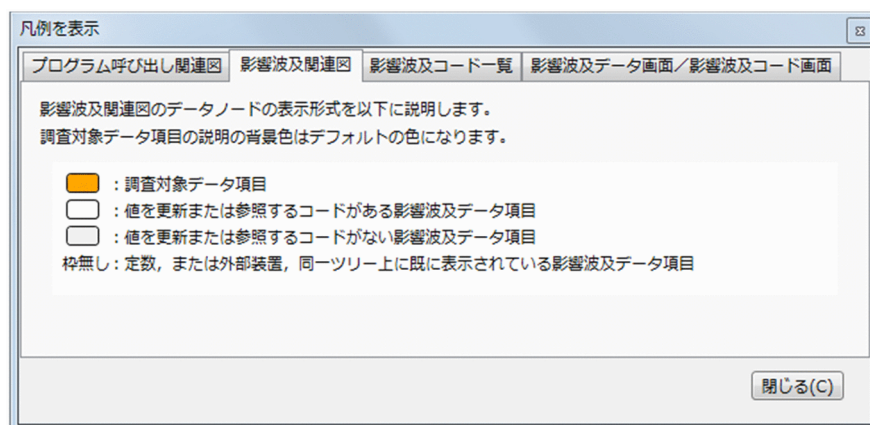 凡例を表示
プログラム呼び出し関連図 影響波及関連図 影響波及コード一覧 影響波及データ画面／影響波及コード画面
影響波及関連図のデータノードの表示形式を以下に説明します。
調査対象データ項目の説明の背景色はデフォルトの色になります。
：調査対象データ項目
：値を更新または参照するコードがある影響波及データ項目
：値を更新または参照するコードがない影響波及データ項目
枠無し：定数，または外部装置，同一ツリー上に既に表示されている影響波及データ項目
閉じる(C)